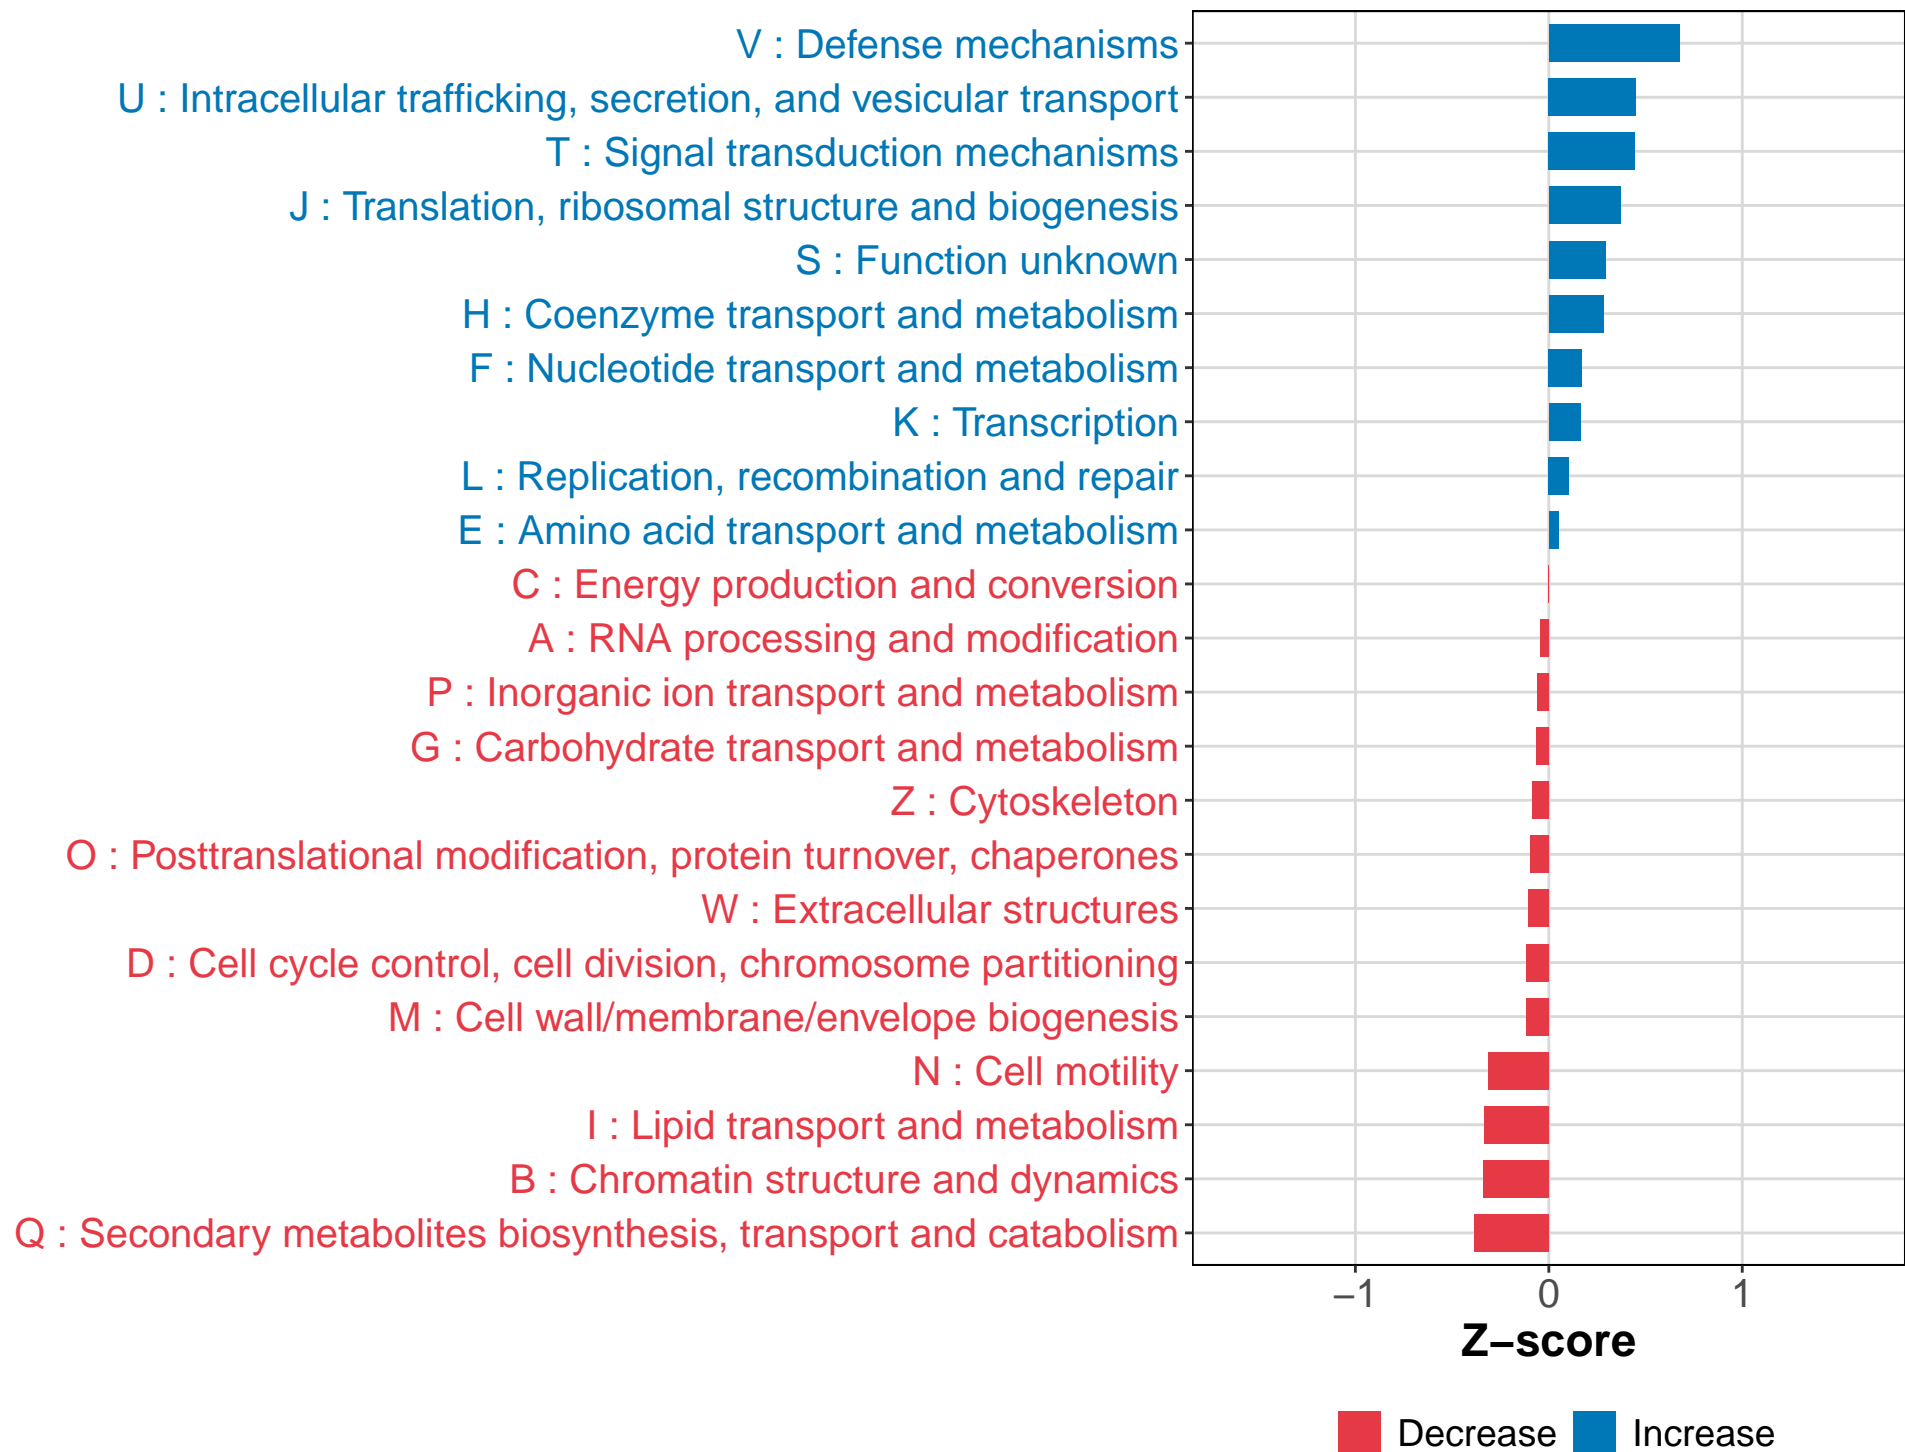 V : Defense mechanisms
U : Intracellular trafficking, secretion, and vesicular transport
T : Signal transduction mechanisms
J : Translation, ribosomal structure and biogenesis
S : Function unknown
H : Coenzyme transport and metabolism
F : Nucleotide transport and metabolism
K : Transcription
L : Replication, recombination and repair
E : Amino acid transport and metabolism
C : Energy production and conversion
A : RNA processing and modification
P : Inorganic ion transport and metabolism
G : Carbohydrate transport and metabolism
Z : Cytoskeleton
O : Posttranslational modification, protein turnover, chaperones
W : Extracellular structures
D : Cell cycle control, cell division, chromosome partitioning
M : Cell wall/membrane/envelope biogenesis
N : Cell motility
I : Lipid transport and metabolism
B : Chromatin structure and dynamics
Q : Secondary metabolites biosynthesis, transport and catabolism
−1 0 1
Z−score
Decrease Increase